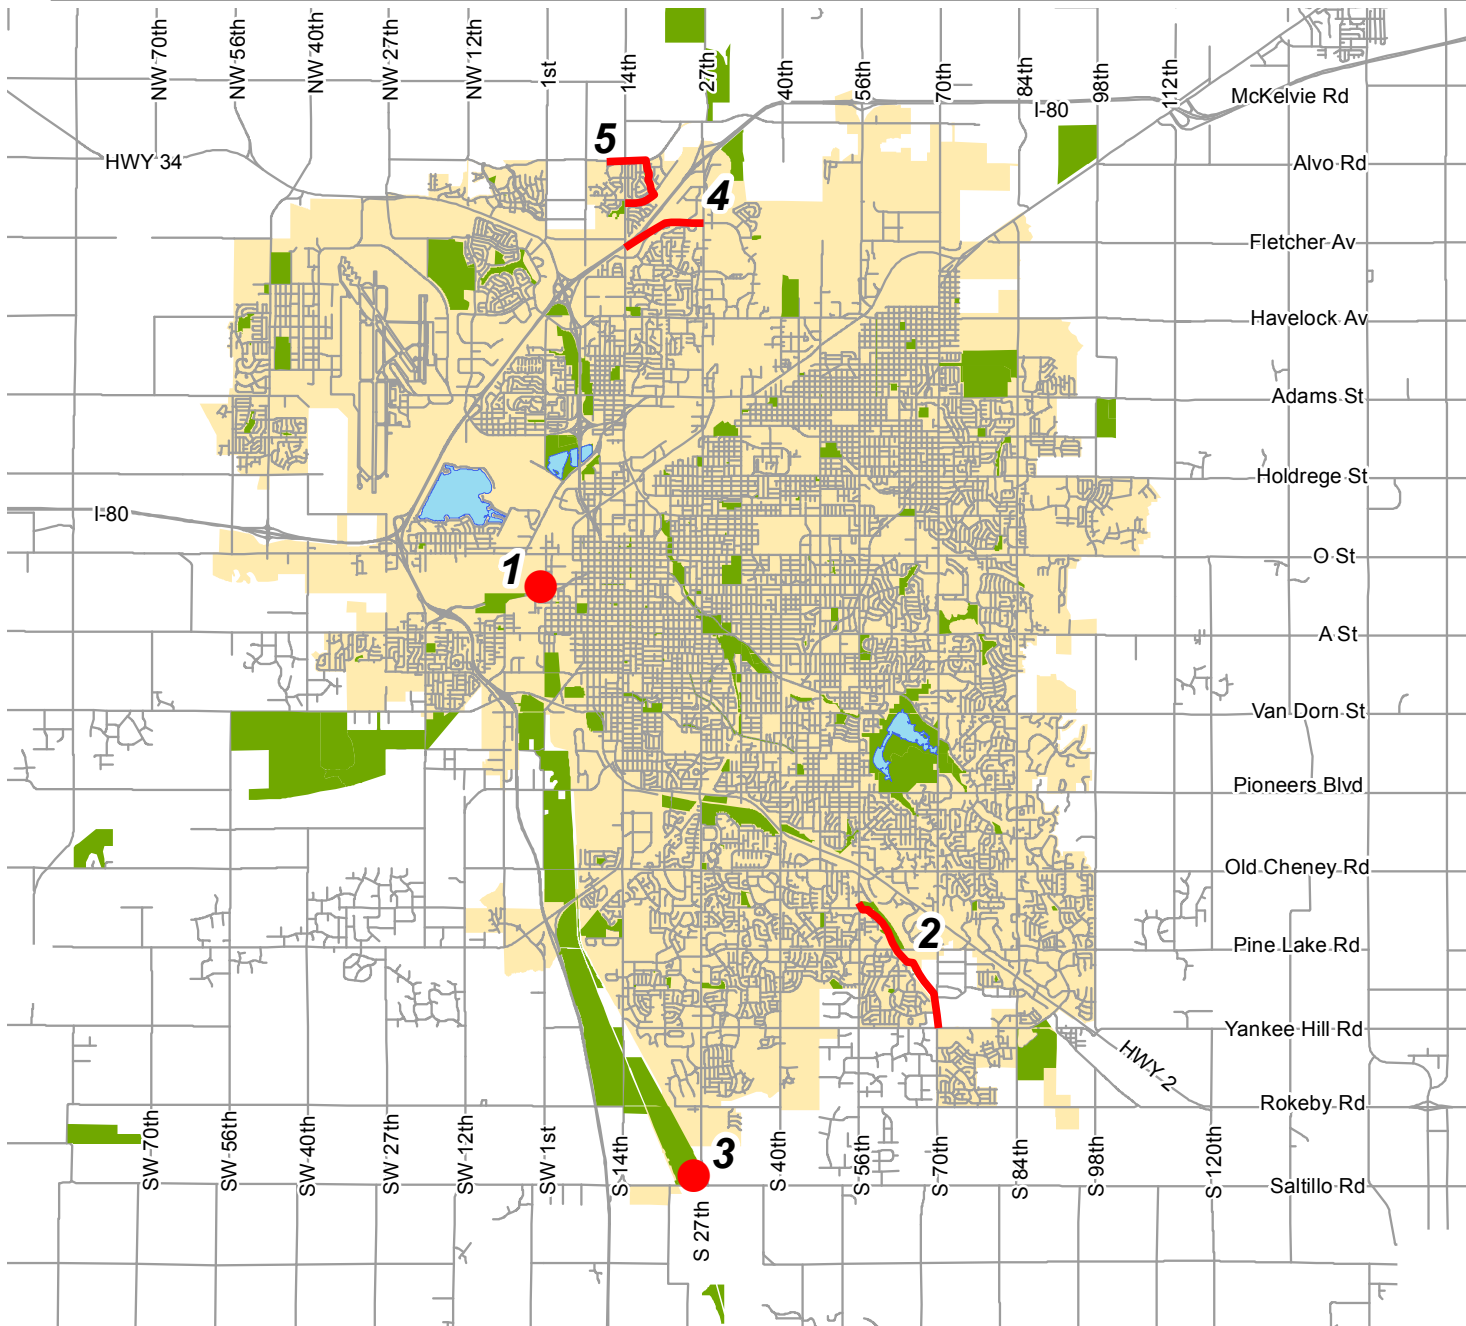 NW 70th
NW 56th
NW 40th
NW 27th
NW 12th
1st
14th
27th
40th
56th
70th
84th
98th
112th
McKelvie Rd
I-80
5
HWY 34
Alvo Rd
4
Fletcher Av
Havelock Av
Adams St
Holdrege St
I-80
O St
1
A St
Van Dorn St
Pioneers Blvd
Old Cheney Rd
2
Pine Lake Rd
Yankee Hill Rd
HWY 2
Rokeby Rd
3
SW 70th
SW 56th
SW 40th
SW 27th
SW 12th
SW 1st
S 14th
S 27th
S 40th
S 56th
S 70th
S 84th
S 98th
S 120th
Saltillo Rd